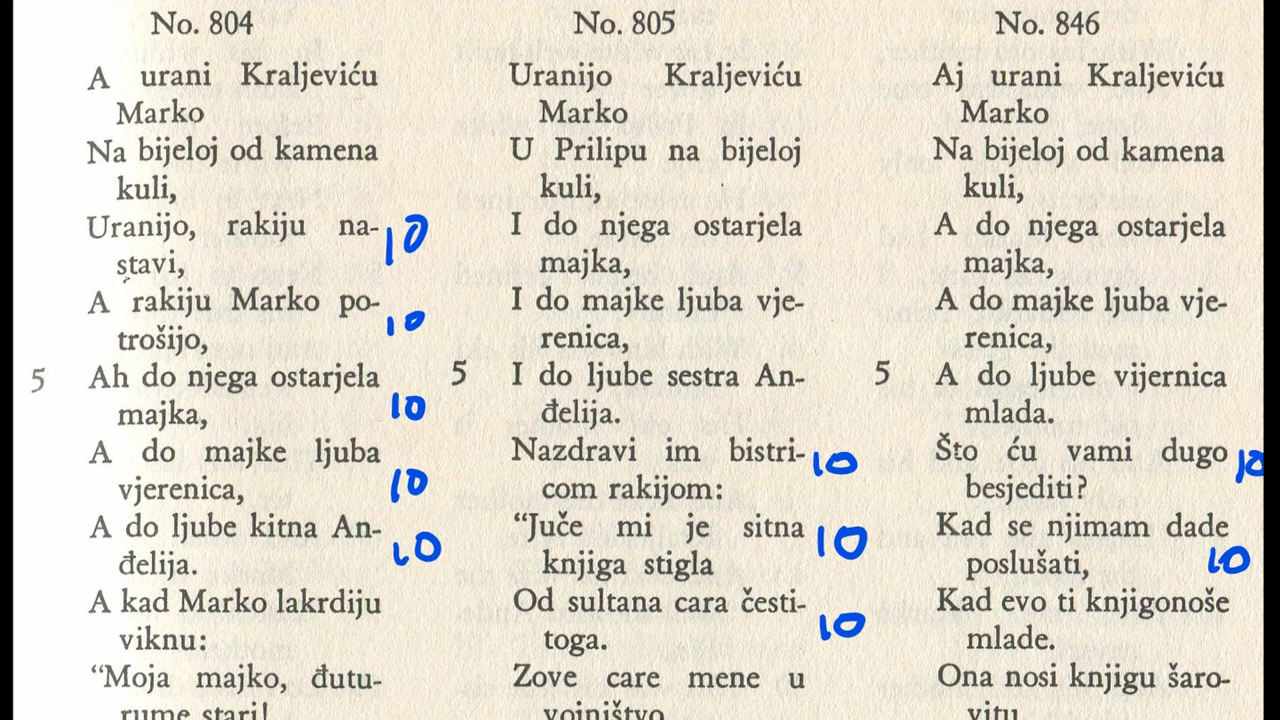 No. 804
A urani Kraljeviću
Marko
Na bijeloj od kamena
kuli,
Uranijo, rakiju na-
stavi,
10
A rakiju Marko po-
trošijo,
10
5
Ah do njega ostarjela
majka,
10
A do majke ljuba
vjerenica,
10
A do ljube kitna An-
đelija.
10
A kad Marko lakrdiju
viknu:
“Moja majko, đutu-
rume stari!
No. 805
Uranijo Kraljeviću
Marko
U Prilipu na bijeloj
kuli,
I do njega ostarjela
majka,
I do majke ljuba vje-
renica,
5
I do ljube sestra An-
đelija.
Nazdravi im bistri-
com rakijom:
10
“Juče mi je sitna
knjiga stigla
10
Od sultana cara česti-
toga.
10
Zove care mene u
vojništvo
No. 846
Aj urani Kraljeviću
Marko
Na bijeloj od kamena
kuli,
A do njega ostarjela
majka,
A do majke ljuba vje-
renica,
5
A do ljube vijernica
mlada.
Što ću vami dugo
besjediti?
10
Kad se njimam dade
poslušati,
10
Kad evo ti knjigonoše
mlade.
Ona nosi knjigu šaro-
vitu